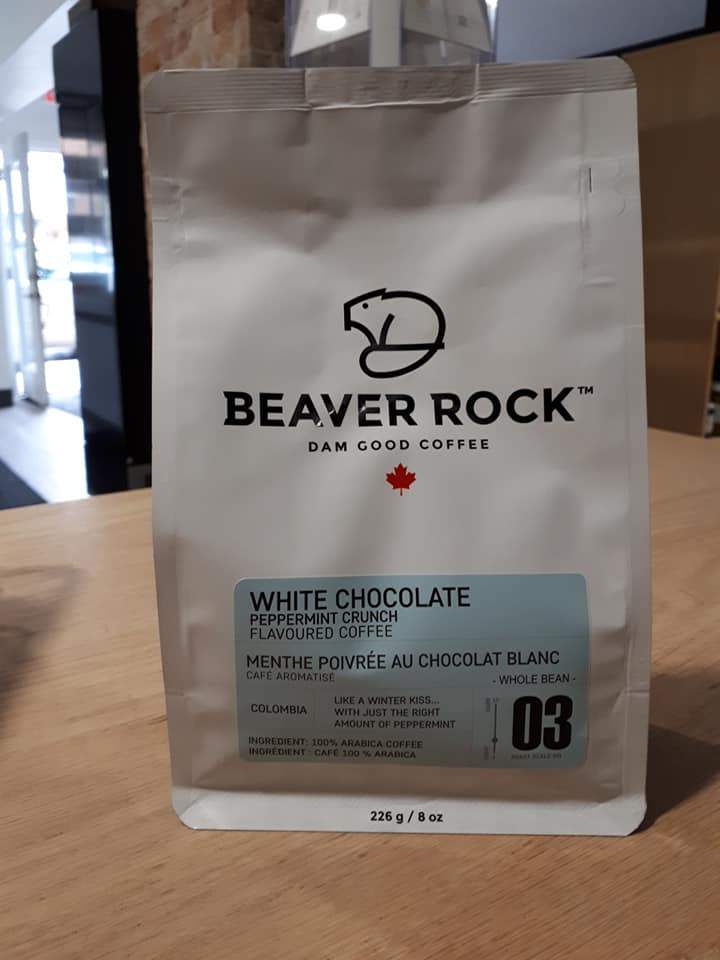 BEAVER ROCK™
DAM GOOD COFFEE
WHITE CHOCOLATE
PEPPERMINT CRUNCH
FLAVOURED COFFEE
MENTHE POIVRÉE AU CHOCOLAT BLANC
CAFÉ AROMATISÉ
- WHOLE BEAN -
COLOMBIA
LIKE A WINTER KISS...
WITH JUST THE RIGHT
AMOUNT OF PEPPERMINT
03
INGREDIENT: 100% ARABICA COFFEE
INGRÉDIENT : CAFÉ 100 % ARABICA
226 g / 8 oz